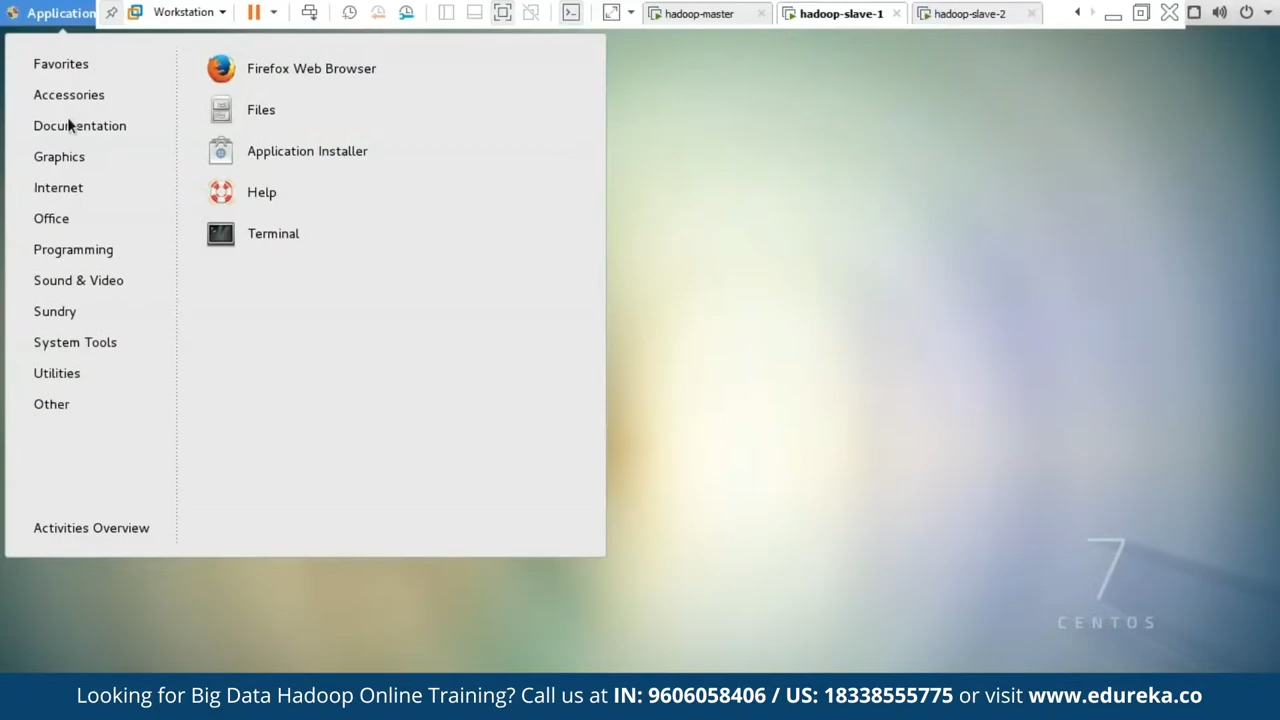 Application
Workstation
hadoop-master
hadoop-slave-1
hadoop-slave-2
Favorites
Accessories
Documentation
Graphics
Internet
Office
Programming
Sound & Video
Sundry
System Tools
Utilities
Other
Activities Overview
Firefox Web Browser
Files
Application Installer
Help
Terminal
7
CENTOS
Looking for Big Data Hadoop Online Training? Call us at IN: 9606058406 / US: 18338555775 or visit www.edureka.co